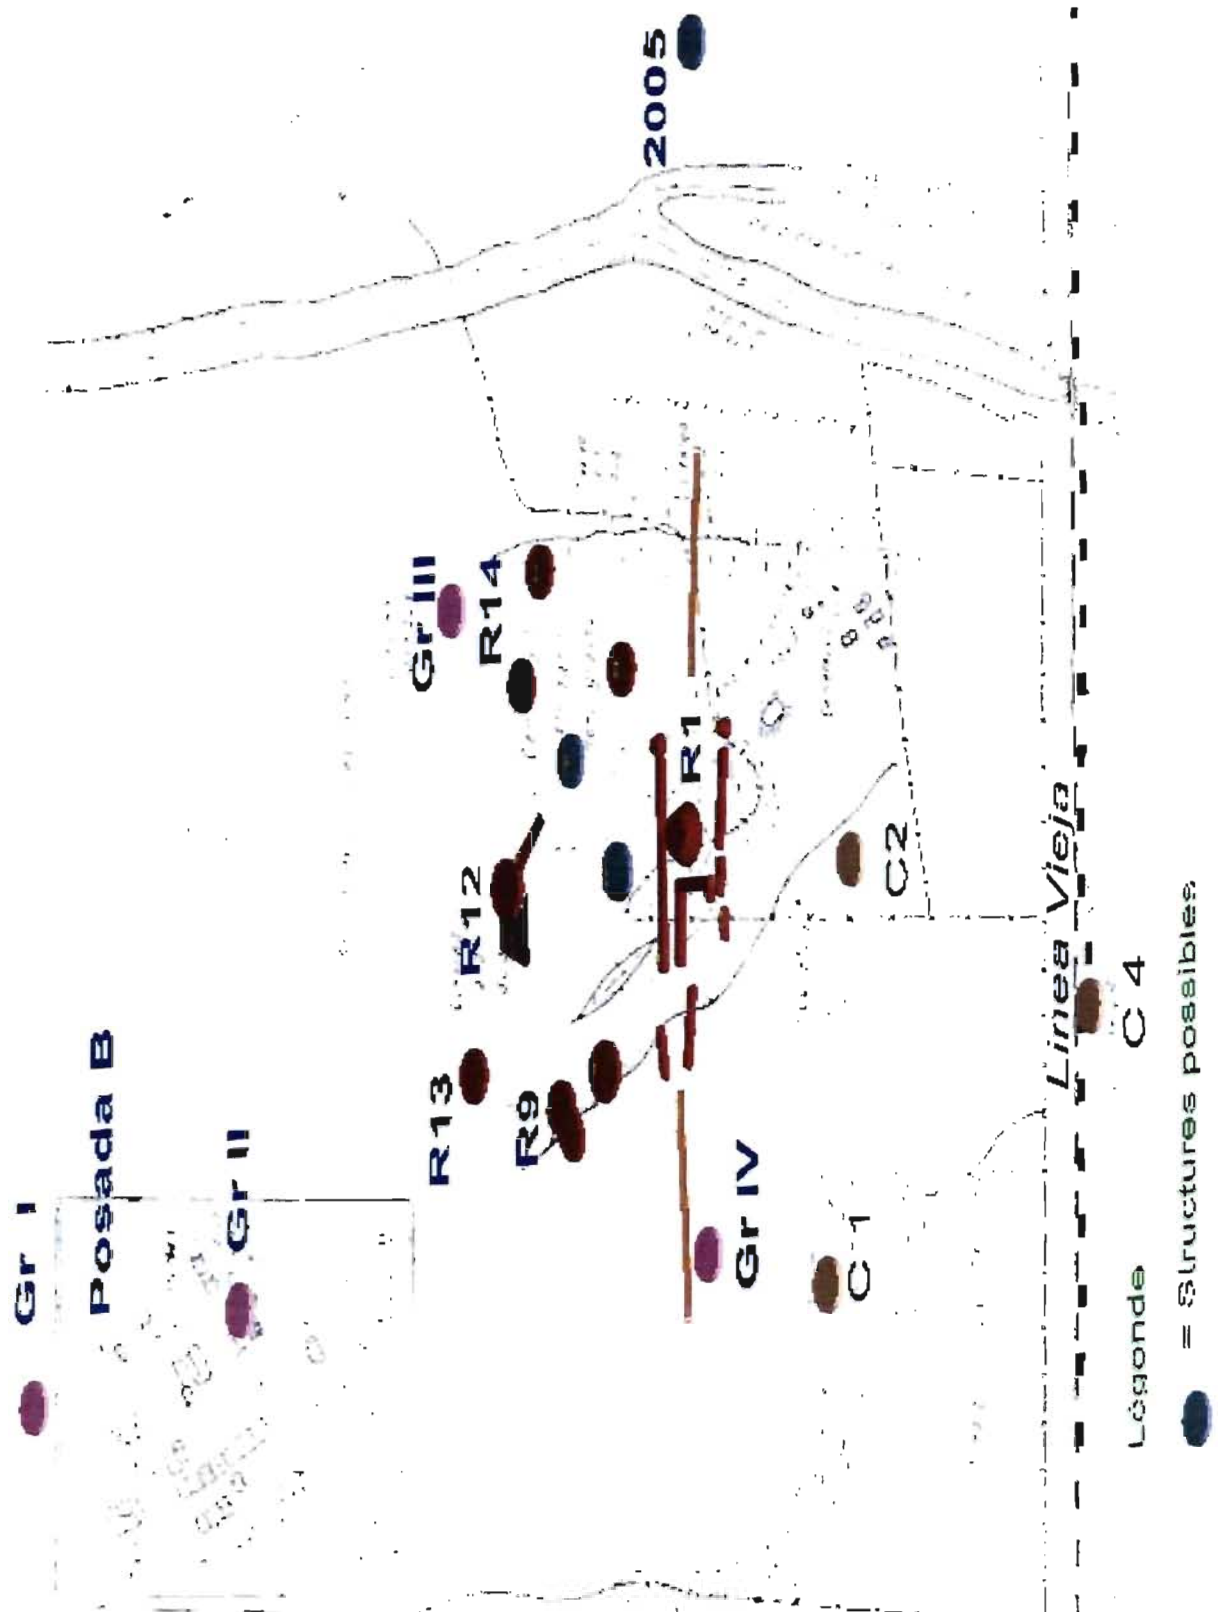 Gr I
Posada B
Gr II
R13
R9
R12
Gr III
R14
R1
2005
Gr IV
C 1
C2
Linea Vieja
C 4
Légende
= Structures possibles